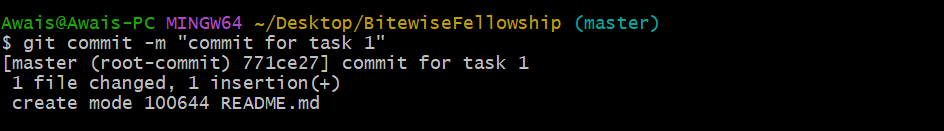 Awais@Awais-PC MINGW64 ~/Desktop/BitewiseFellowship (master)
$ git commit -m "commit for task 1"
[master (root-commit) 771ce27] commit for task 1
 1 file changed, 1 insertion(+)
 create mode 100644 README.md